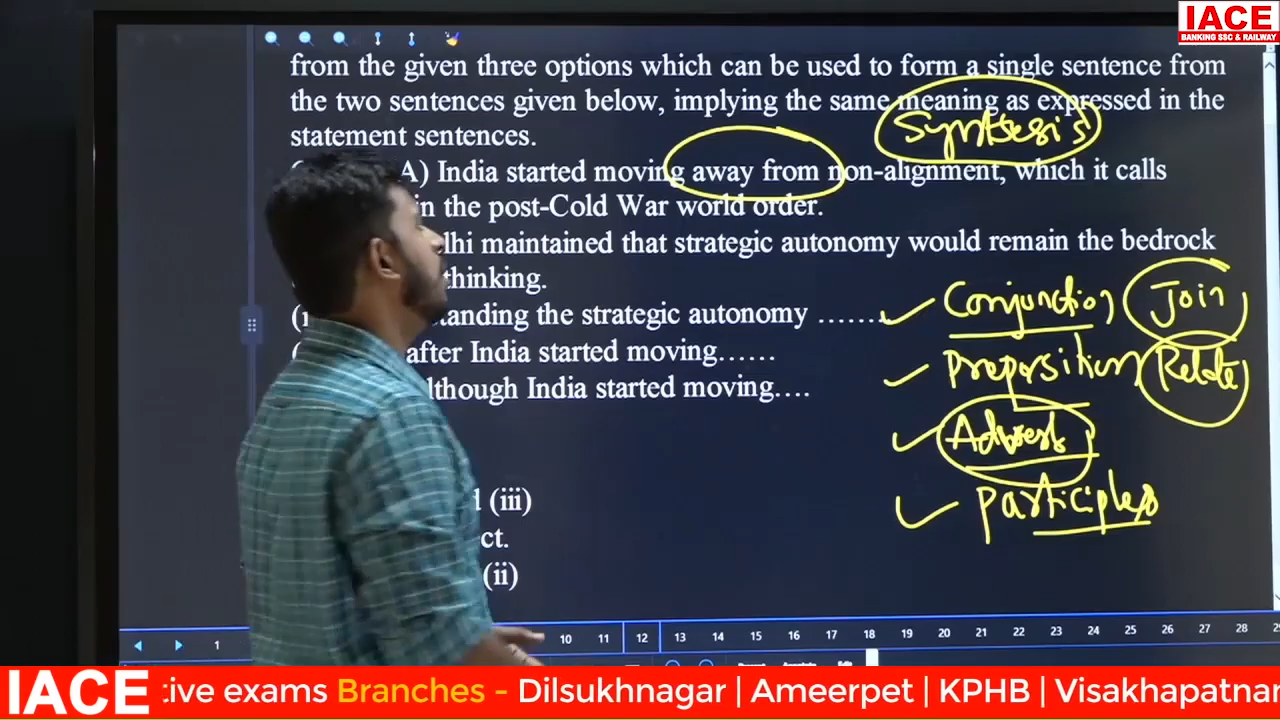 IACE
BANKING SSC & RAILWAY
from the given three options which can be used to form a single sentence from
the two sentences given below, implying the same meaning as expressed in the
Synthesis
statement sentences.
A) India started moving away from non-alignment, which it calls
in the post-Cold War world order.
lhi maintained that strategic autonomy would remain the bedrock
thinking.
Conjunction Join
tanding the strategic autonomy ……
after India started moving……
Preposition Relate
lthough India started moving….
Adverb
Participles
d (iii)
ct.
(ii)
1 10 11 12 13 14 15 16 17 18 19 20 21 22 23 24 25 26 27 28
IACE tive exams Branches - Dilsukhnagar | Ameerpet | KPHB | Visakhapatnam